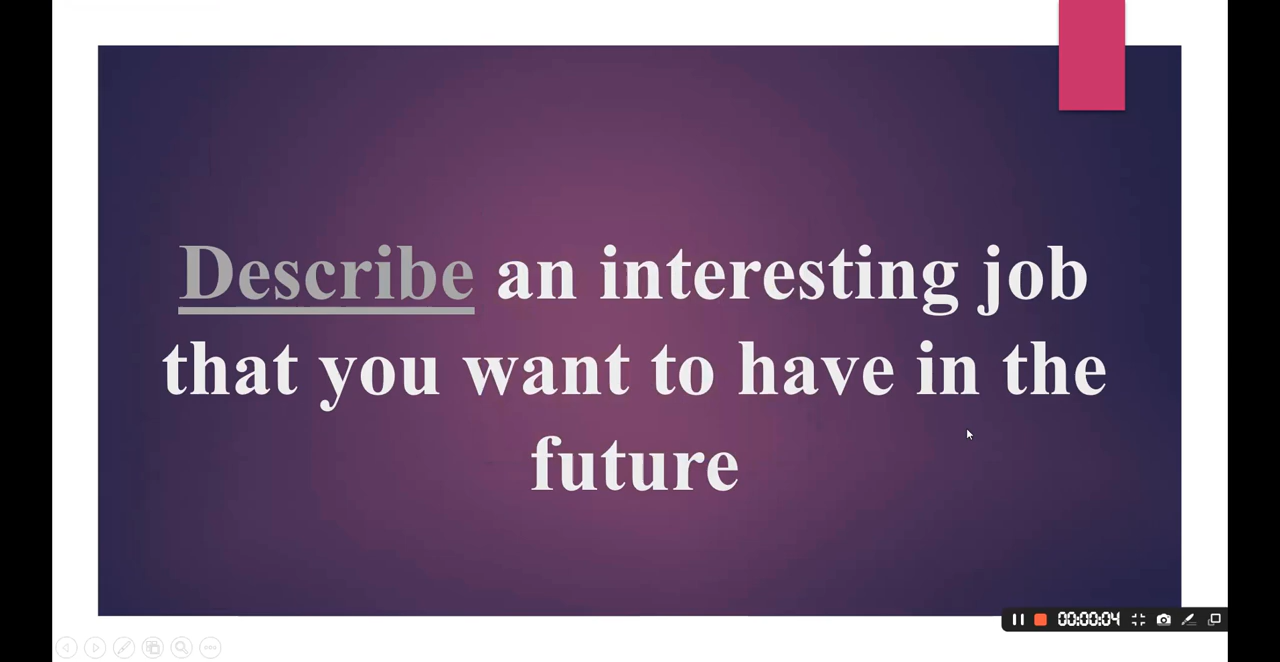 Describe an interesting job
that you want to have in the
future
00:00:04